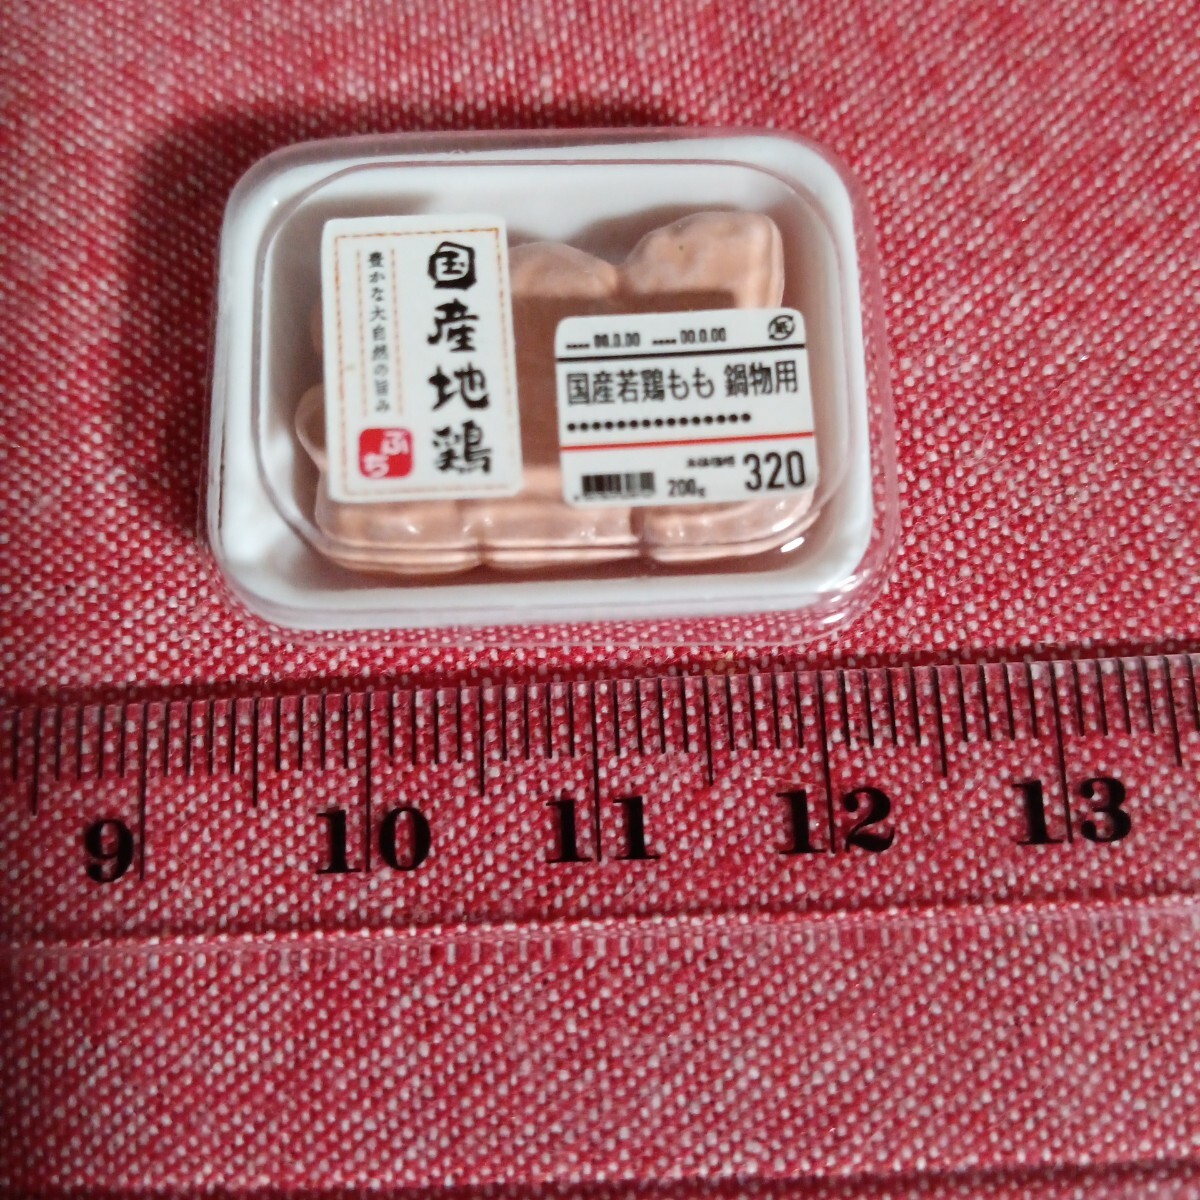 国産地鶏
豊かな大自然の旨み
ぷち
00.0.00 00.0.00
国産若鶏もも 鍋物用
200g
320
9 10 11 12 13